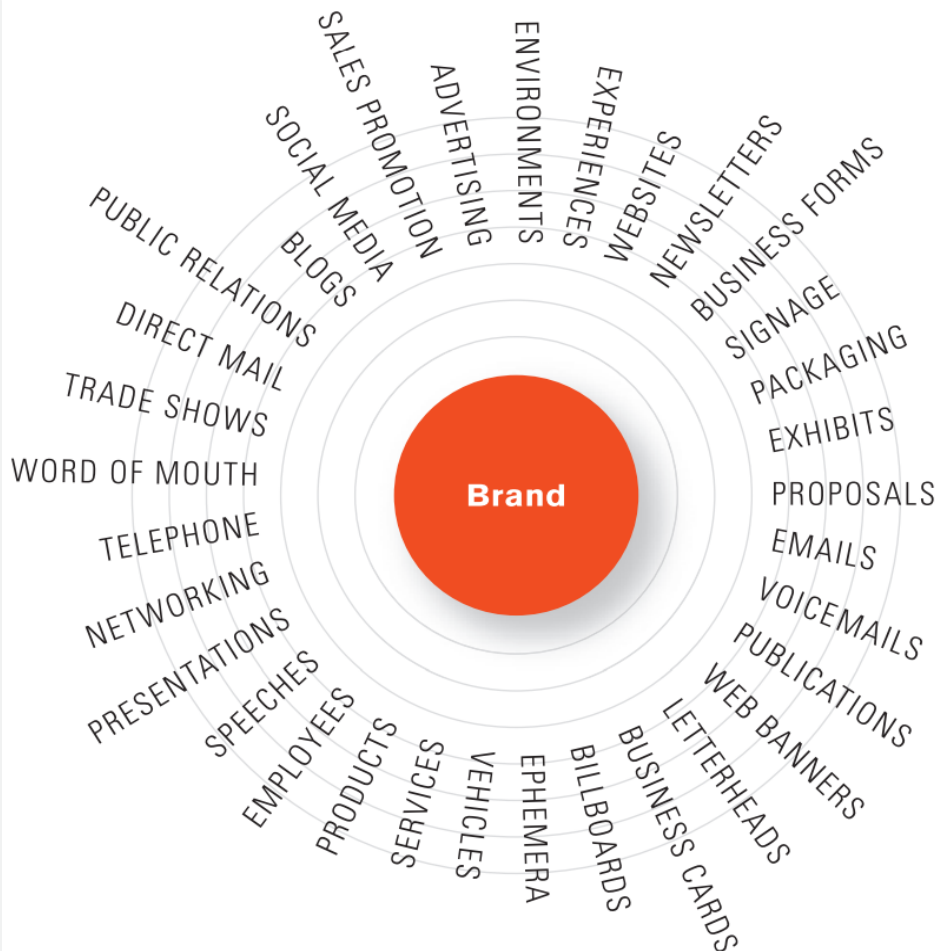 ENVIRONMENTS
EXPERIENCES
WEBSITES
NEWSLETTERS
BUSINESS FORMS
SIGNAGE
PACKAGING
EXHIBITS
PROPOSALS
EMAILS
VOICEMAILS
PUBLICATIONS
WEB BANNERS
LETTERHEADS
BUSINESS CARDS
BILLBOARDS
EPHEMERA
VEHICLES
SERVICES
PRODUCTS
EMPLOYEES
SPEECHES
PRESENTATIONS
NETWORKING
TELEPHONE
WORD OF MOUTH
TRADE SHOWS
DIRECT MAIL
PUBLIC RELATIONS
BLOGS
SOCIAL MEDIA
SALES PROMOTION
ADVERTISING
Brand